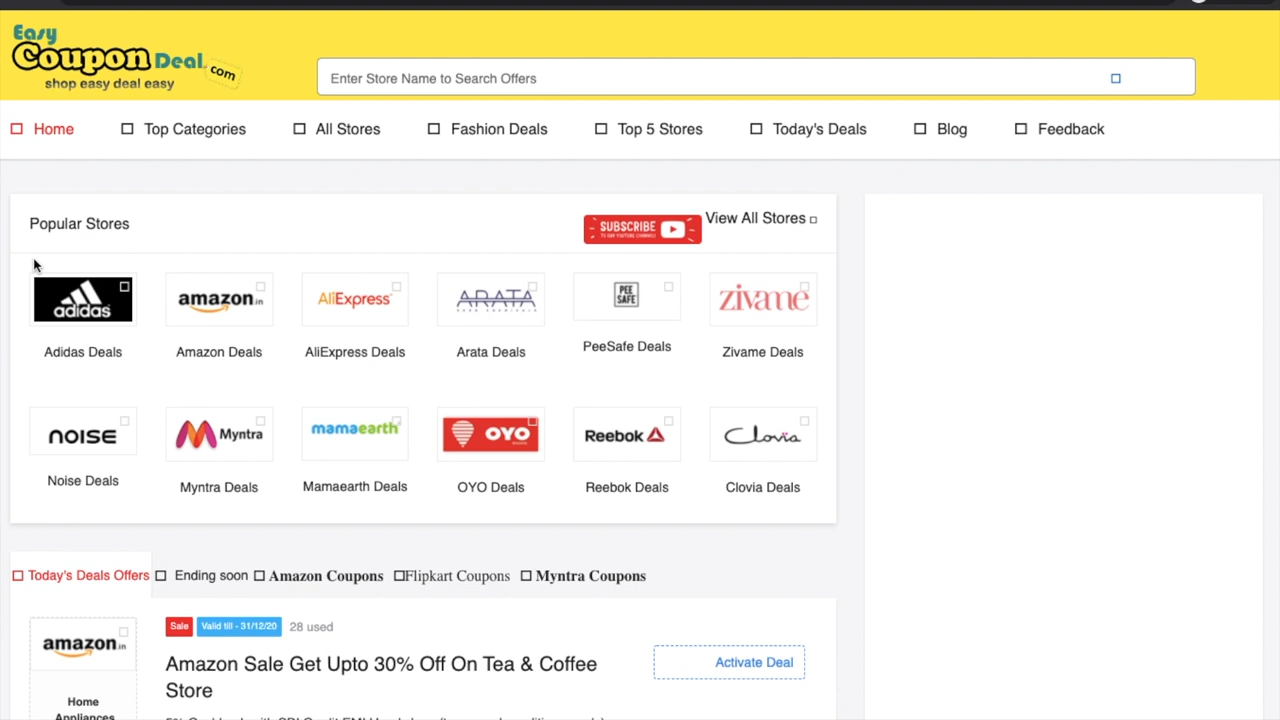 Easy
Coupon Deal.com
shop easy deal easy
Enter Store Name to Search Offers
Home Top Categories All Stores Fashion Deals Top 5 Stores Today's Deals Blog Feedback
Popular Stores
SUBSCRIBE
TO OUR YOUTUBE CHANNEL
View All Stores
adidas amazon.in AliExpress ARATA PEE SAFE zivame
Adidas Deals Amazon Deals AliExpress Deals Arata Deals PeeSafe Deals Zivame Deals
NOISE Myntra mamaearth OYO Reebok Clovia
Noise Deals Myntra Deals Mamaearth Deals OYO Deals Reebok Deals Clovia Deals
Today's Deals Offers Ending soon Amazon Coupons Flipkart Coupons Myntra Coupons
amazon.in
Home
Appliances
Sale Valid till - 31/12/20 28 used
Amazon Sale Get Upto 30% Off On Tea & Coffee
Store
Activate Deal